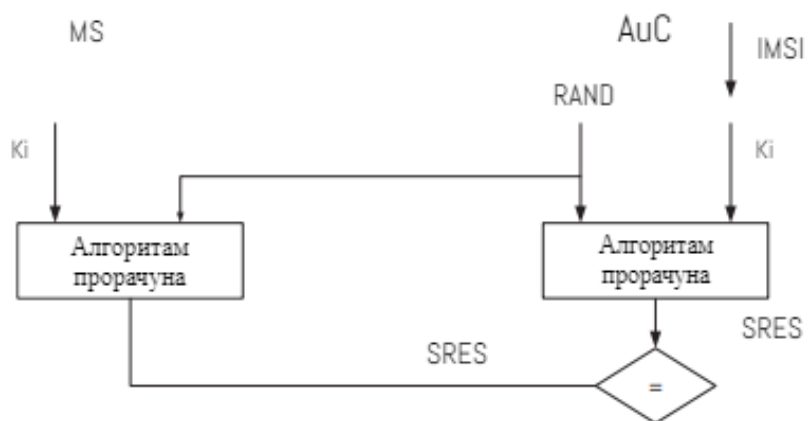 MS
AuC
IMSI
RAND
Ki
Ki
Алгоритам
прорачуна
Алгоритам
прорачуна
SRES
SRES
=